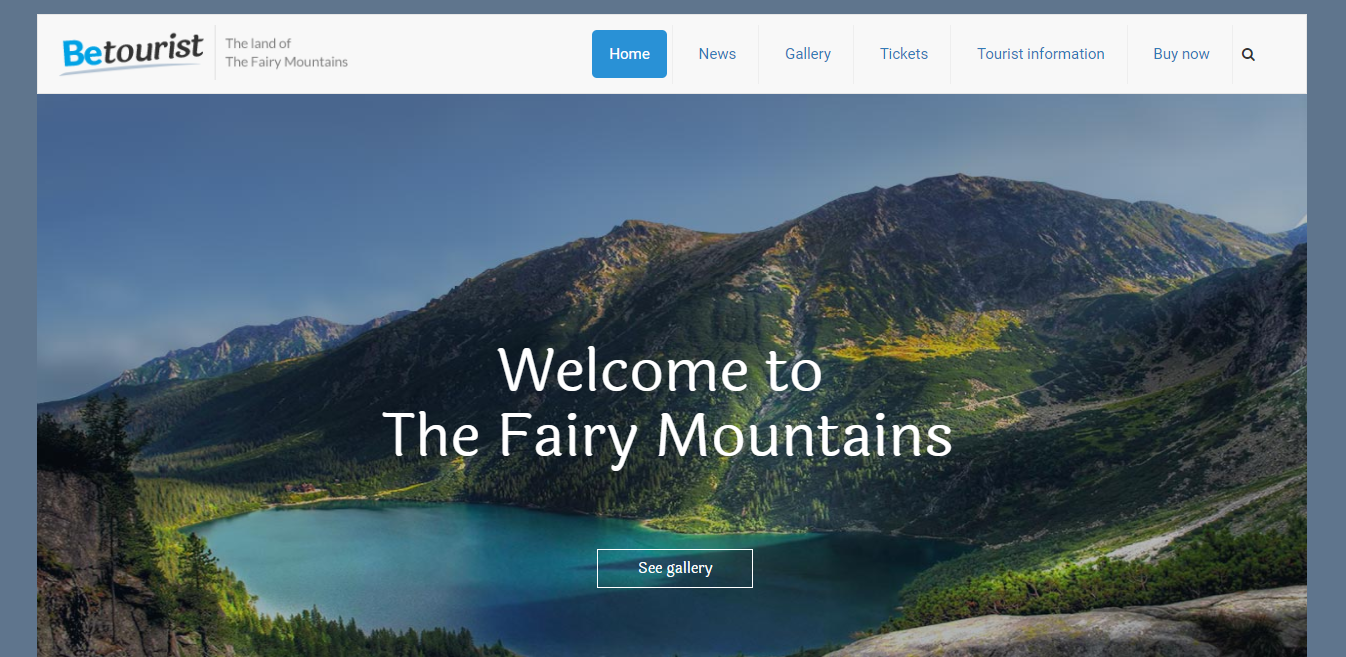 Betourist
The land of
The Fairy Mountains
Home
News
Gallery
Tickets
Tourist information
Buy now
Welcome to
The Fairy Mountains
See gallery